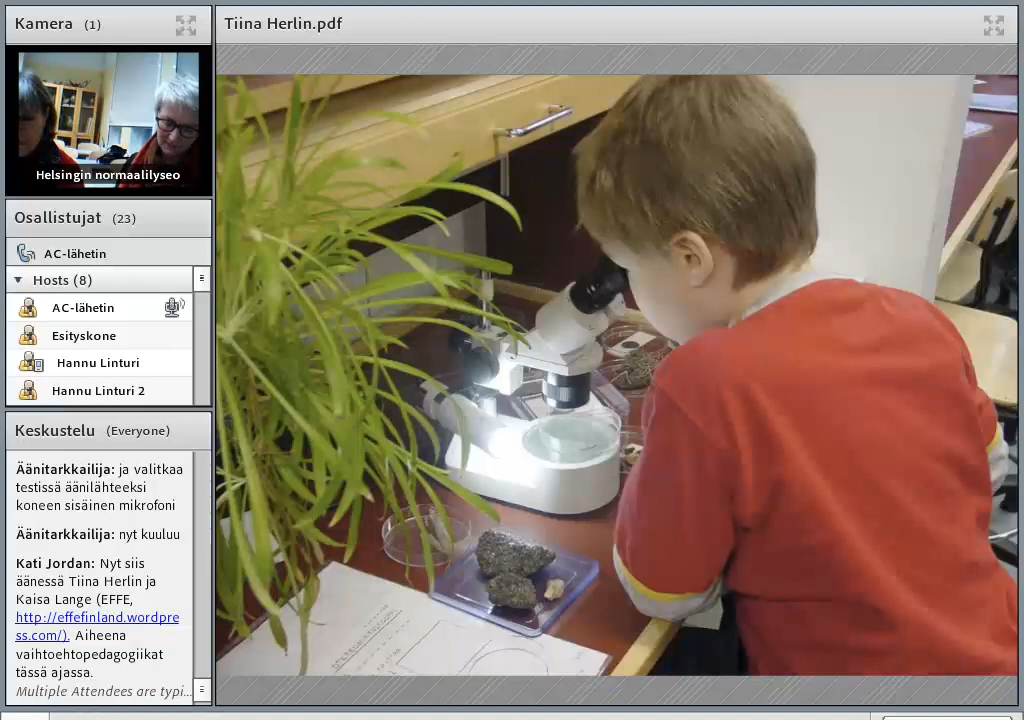 Kamera (1)
Helsingin normaalilyseo
Osallistujat (23)
AC-lähetin
Hosts (8)
AC-lähetin
Esityskone
Hannu Linturi
Hannu Linturi 2
Keskustelu (Everyone)
Äänitarkkailija: ja valitkaa
testissä äänilähteeksi
koneen sisäinen mikrofoni
Äänitarkkailija: nyt kuuluu
Kati Jordan: Nyt siis
äänessä Tiina Herlin ja
Kaisa Lange (EFFE,
http://effefinland.wordpre
ss.com/). Aiheena
vaihtoehtopedagogiikat
tässä ajassa.
Multiple Attendees are typi...
Tiina Herlin.pdf